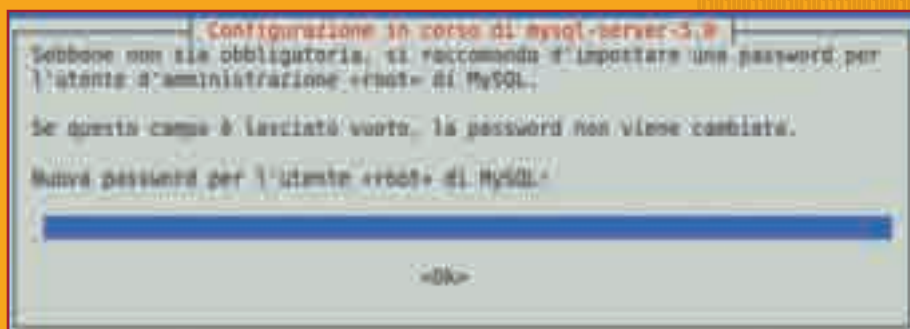 Configurazione in corso di mysql-server-5.0
Sebbene non sia obbligatoria, si raccomanda d'impostare una password per
l'utente d'amministrazione «root» di MySQL.
Se questo campo è lasciato vuoto, la password non viene cambiata.
Nuova password per l'utente «root» di MySQL:
<Ok>